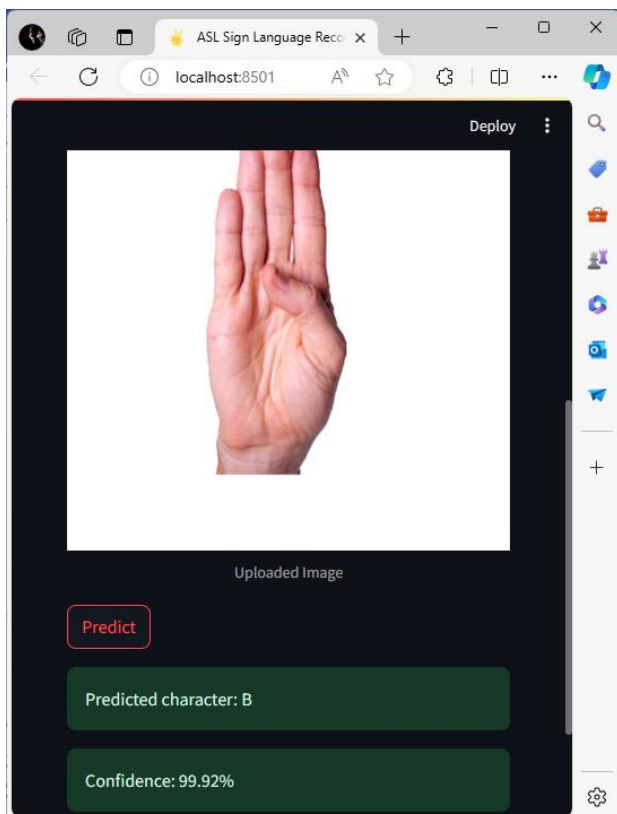 ASL Sign Language Reco
localhost:8501
Deploy
Uploaded Image
Predict
Predicted character: B
Confidence: 99.92%